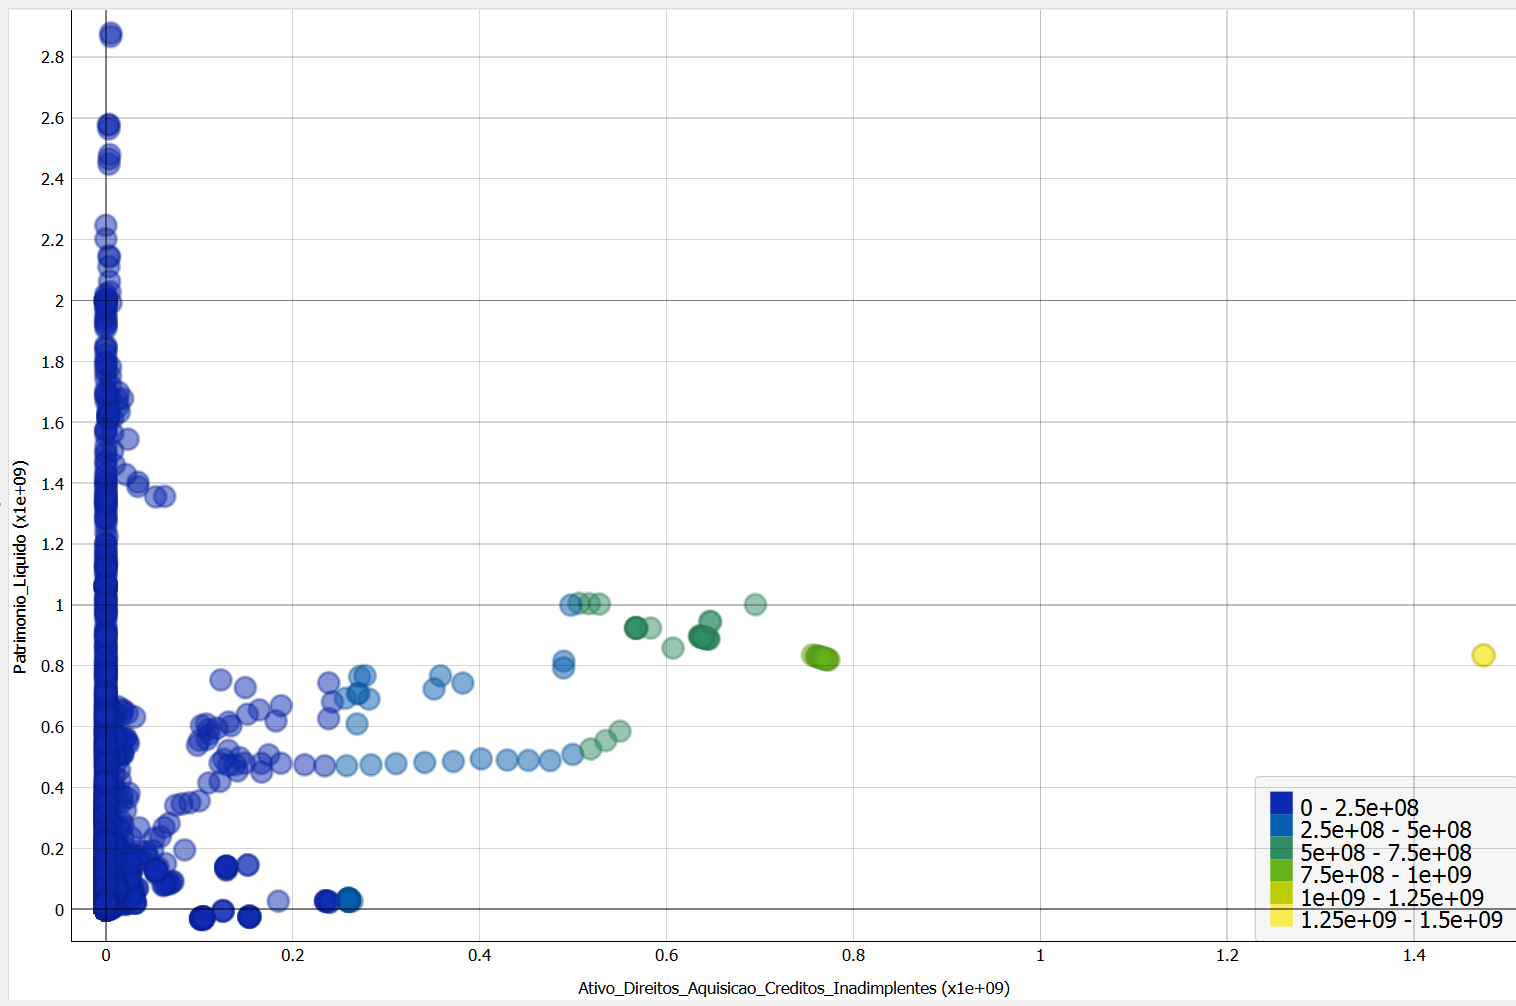 2.8
2.6
2.4
2.2
2
1.8
1.6
1.4
1.2
1
0.8
0.6
0.4
0.2
0
Patrimonio_Liquido (x1e+09)
0 - 2.5e+08
2.5e+08 - 5e+08
5e+08 - 7.5e+08
7.5e+08 - 1e+09
1e+09 - 1.25e+09
1.25e+09 - 1.5e+09
0 0.2 0.4 0.6 0.8 1 1.2 1.4
Ativo_Direitos_Aquisicao_Creditos_Inadimplentes (x1e+09)